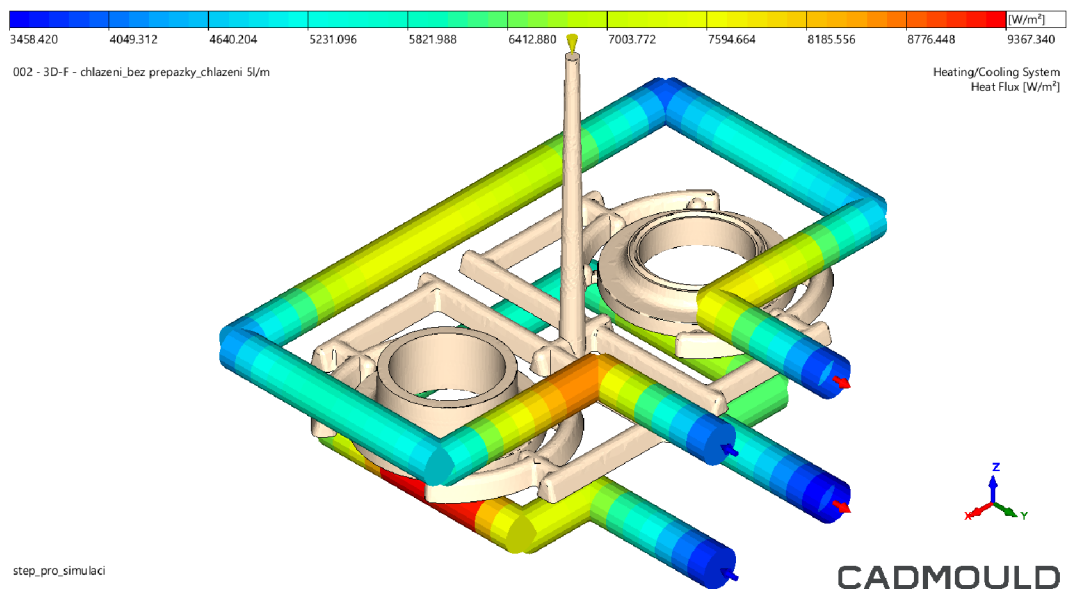 [W/m²]
3458.420 4049.312 4640.204 5231.096 5821.988 6412.880 7003.772 7594.664 8185.556 8776.448 9367.340
002 - 3D-F - chlazeni_bez prepazky_chlazeni 5l/m
Heating/Cooling System
Heat Flux [W/m²]
Z
X
Y
step_pro_simulaci
CADMOULD